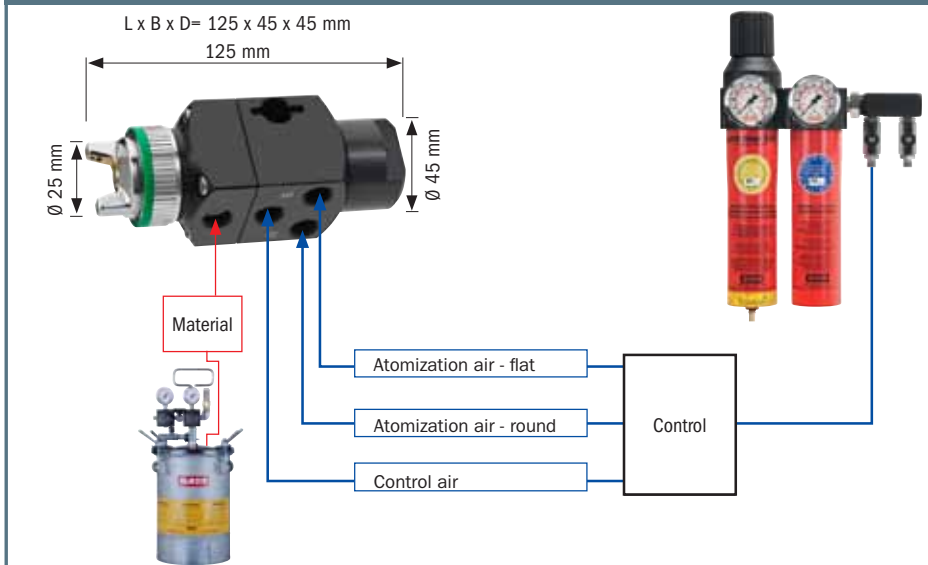 L x B x D= 125 x 45 x 45 mm
125 mm
Ø 25 mm
Ø 45 mm
Material
Atomization air - flat
Atomization air - round
Control air
Control